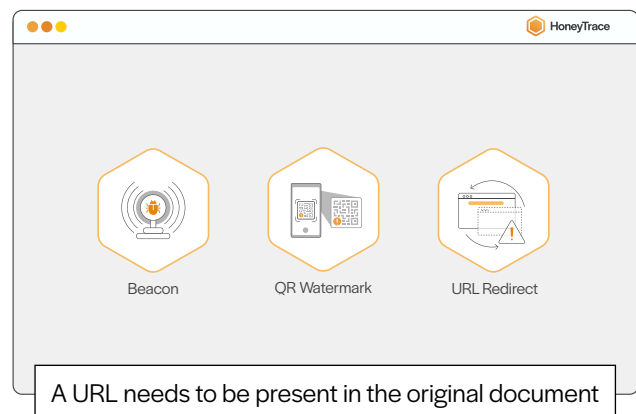 HoneyTrace
Beacon
QR Watermark
URL Redirect
A URL needs to be present in the original document